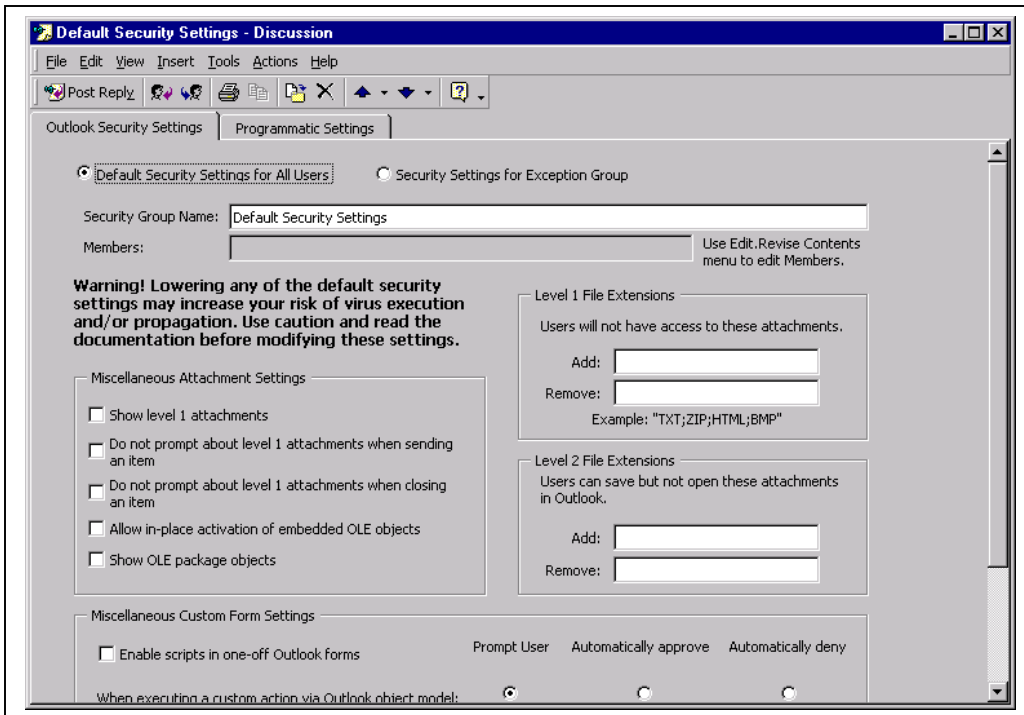 Default Security Settings - Discussion
File Edit View Insert Tools Actions Help
Post Reply
Outlook Security Settings Programmatic Settings
Default Security Settings for All Users Security Settings for Exception Group
Security Group Name: Default Security Settings
Members:
Use Edit.Revise Contents
menu to edit Members.
Warning! Lowering any of the default security
settings may increase your risk of virus execution
and/or propagation. Use caution and read the
documentation before modifying these settings.
Miscellaneous Attachment Settings
Show level 1 attachments
Do not prompt about level 1 attachments when sending
an item
Do not prompt about level 1 attachments when closing
an item
Allow in-place activation of embedded OLE objects
Show OLE package objects
Level 1 File Extensions
Users will not have access to these attachments.
Add:
Remove:
Example: "TXT;ZIP;HTML;BMP"
Level 2 File Extensions
Users can save but not open these attachments
in Outlook.
Add:
Remove:
Miscellaneous Custom Form Settings
Enable scripts in one-off Outlook forms
Prompt User Automatically approve Automatically deny
When executing a custom action via Outlook object model: